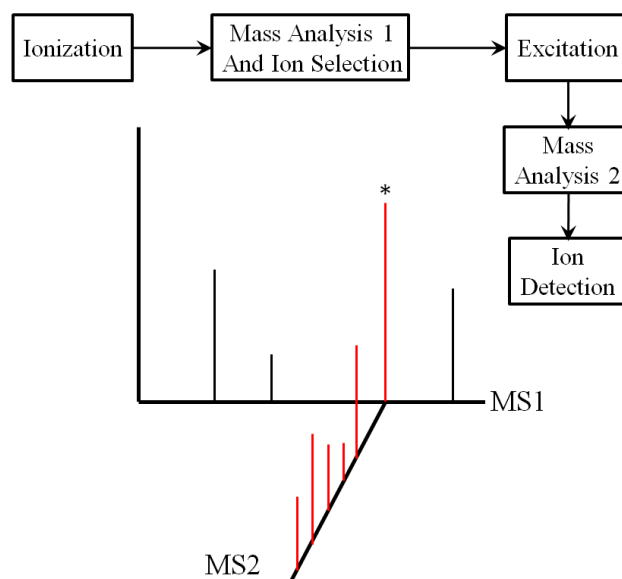 Ionization
Mass Analysis 1
And Ion Selection
Excitation
Mass
Analysis 2
Ion
Detection
*
MS1
MS2